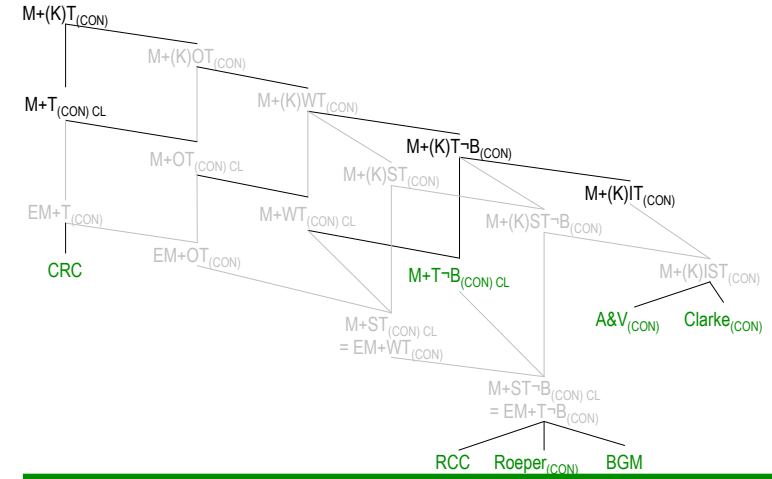 M+(K)T(CON)
M+(K)OT(CON)
M+(K)WT(CON)
M+T(CON) CL
M+(K)T¬B(CON)
M+OT(CON) CL
M+(K)ST(CON)
M+(K)IT(CON)
EM+T(CON)
M+WT(CON) CL
M+(K)ST¬B(CON)
EM+OT(CON)
CRC
M+T¬B(CON) CL
M+(K)IST(CON)
M+ST(CON) CL
= EM+WT(CON)
A&V(CON)
Clarke(CON)
M+ST¬B(CON) CL
= EM+T¬B(CON)
RCC
Roeper(CON)
BGM